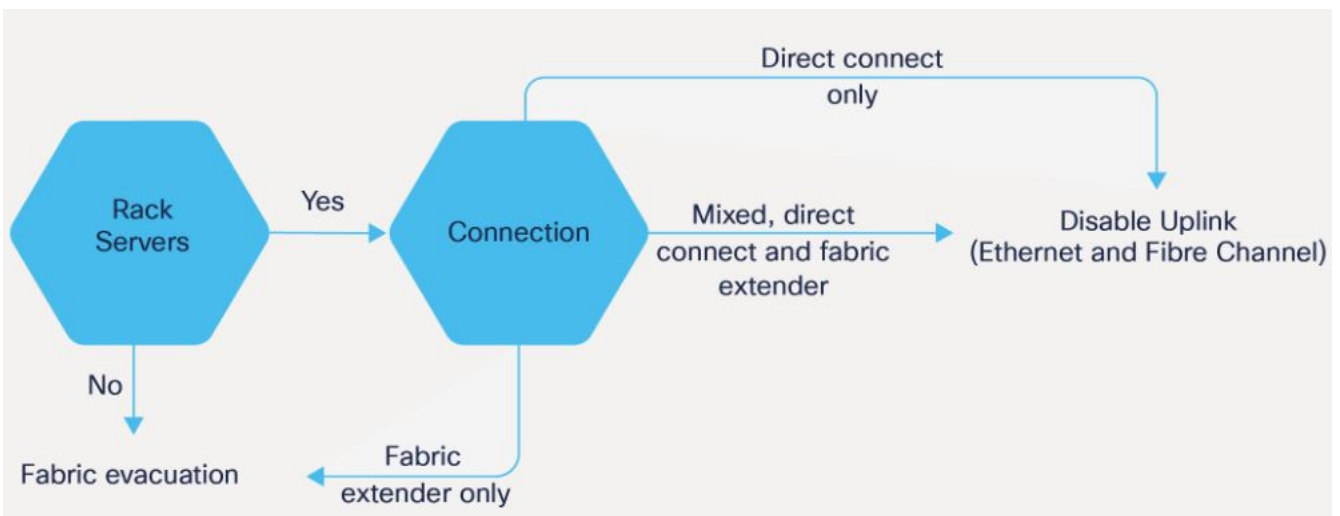 Direct connect
only
Rack
Servers
Yes
Connection
Mixed, direct
connect and fabric
extender
Disable Uplink
(Ethernet and Fibre Channel)
No
Fabric evacuation
Fabric
extender only